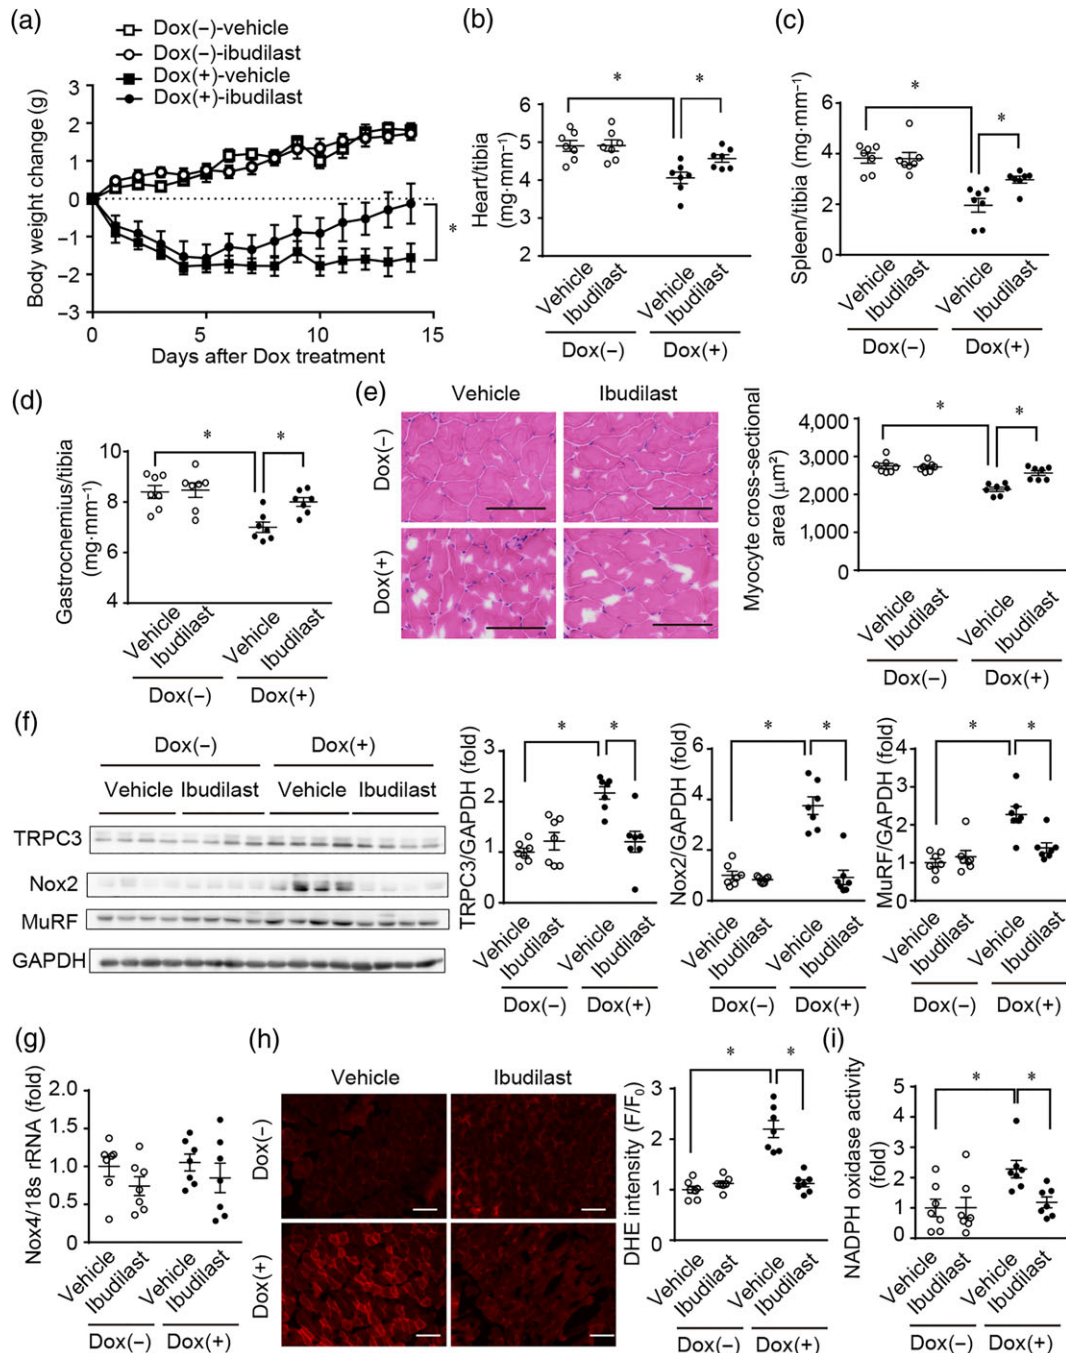 (a)
Dox(−)-vehicle
Dox(−)-ibudilast
Dox(+)-vehicle
Dox(+)-ibudilast
Body weight change (g)
3
2
1
0
−1
−2
−3
*
0 5 10 15
Days after Dox treatment
(b)
Heart/tibia
(mg·mm⁻¹)
6
5
4
3
2
* *
Vehicle Ibudilast Vehicle Ibudilast
Dox(−) Dox(+)
(c)
Spleen/tibia (mg·mm⁻¹)
6
4
2
0
* *
Vehicle Ibudilast Vehicle Ibudilast
Dox(−) Dox(+)
(d)
Gastrocnemius/tibia
(mg·mm⁻¹)
10
8
6
4
* *
Vehicle Ibudilast Vehicle Ibudilast
Dox(−) Dox(+)
(e)
Vehicle Ibudilast
Dox(−)
Dox(+)
Myocyte cross-sectional
area (μm²)
4,000
3,000
2,000
1,000
0
* *
Vehicle Ibudilast Vehicle Ibudilast
Dox(−) Dox(+)
(f)
Dox(−) Dox(+)
Vehicle Ibudilast Vehicle Ibudilast
TRPC3
Nox2
MuRF
GAPDH
TRPC3/GAPDH (fold)
3
2
1
0
* *
Vehicle Ibudilast Vehicle Ibudilast
Dox(−) Dox(+)
Nox2/GAPDH (fold)
6
4
2
0
* *
Vehicle Ibudilast Vehicle Ibudilast
Dox(−) Dox(+)
MuRF/GAPDH (fold)
4
3
2
1
0
* *
Vehicle Ibudilast Vehicle Ibudilast
Dox(−) Dox(+)
(g)
Nox4/18s rRNA (fold)
2.0
1.5
1.0
0.5
0
Vehicle Ibudilast Vehicle Ibudilast
Dox(−) Dox(+)
(h)
Vehicle Ibudilast
Dox(−)
Dox(+)
DHE intensity (F/F₀)
3
2
1
0
* *
Vehicle Ibudilast Vehicle Ibudilast
Dox(−) Dox(+)
(i)
NADPH oxidase activity
(fold)
5
4
3
2
1
0
* *
Vehicle Ibudilast Vehicle Ibudilast
Dox(−) Dox(+)